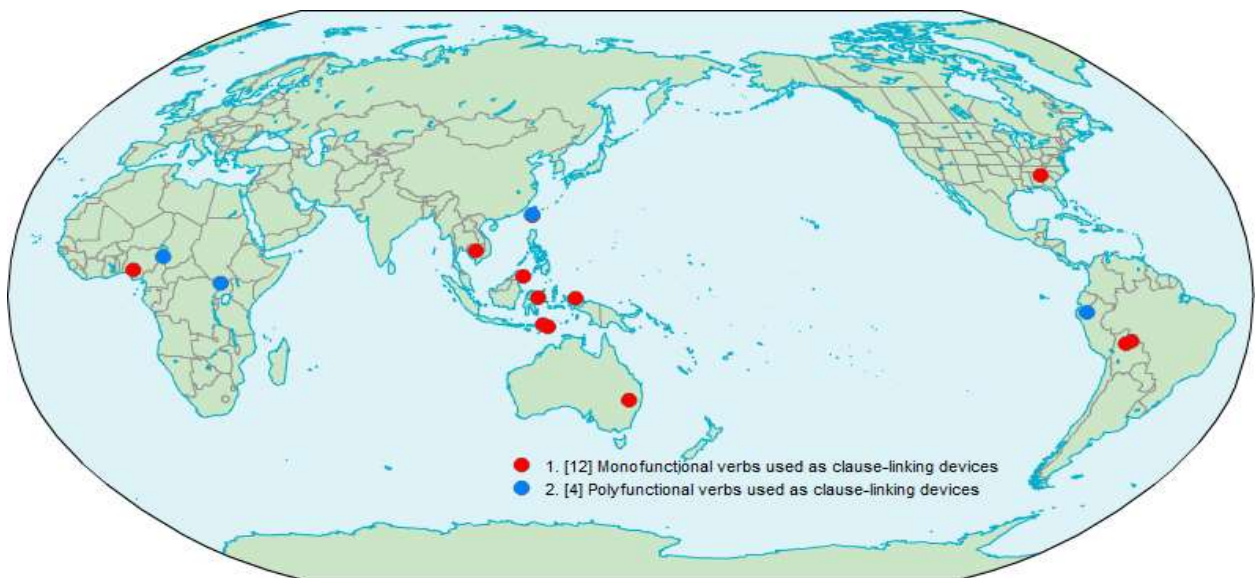 1. [12] Monofunctional verbs used as clause-linking devices
2. [4] Polyfunctional verbs used as clause-linking devices